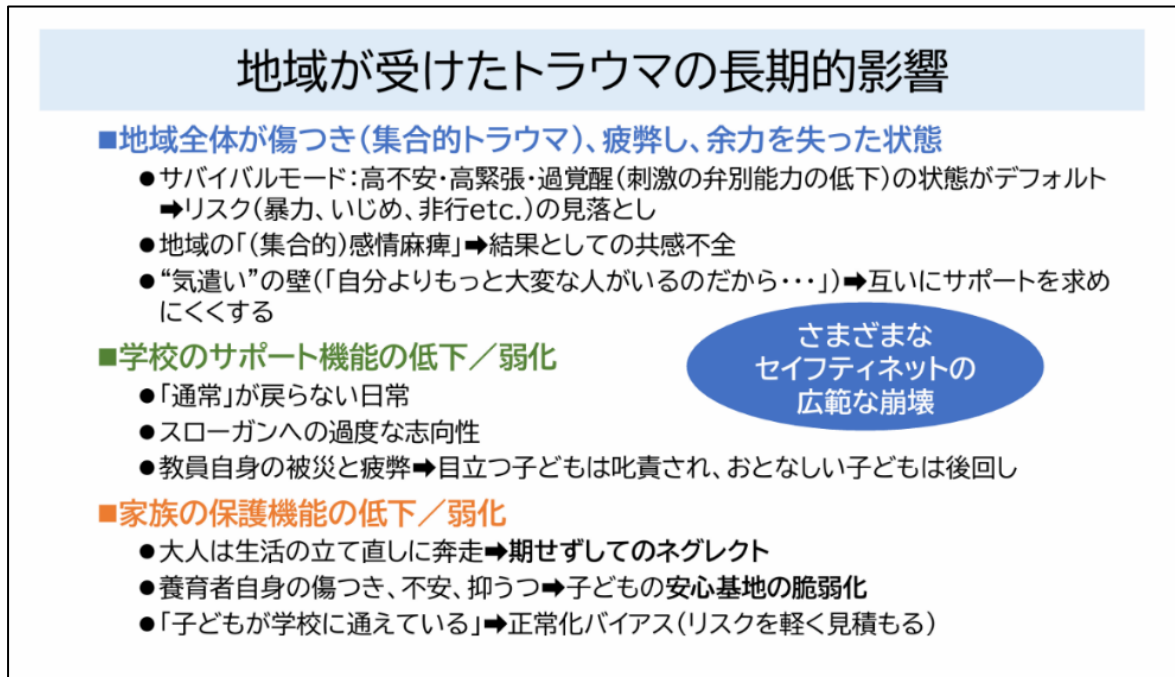 地域が受けたトラウマの長期的影響
■地域全体が傷つき(集合的トラウマ)、疲弊し、余力を失った状態
●サバイバルモード:高不安・高緊張・過覚醒(刺激の弁別能力の低下)の状態がデフォルト
➡リスク(暴力、いじめ、非行etc.)の見落とし
●地域の「(集合的)感情麻痺」➡結果としての共感不全
●“気遣い”の壁(「自分よりもっと大変な人がいるのだから・・・」)➡互いにサポートを求め
にくくする
■学校のサポート機能の低下/弱化
●「通常」が戻らない日常
●スローガンへの過度な志向性
●教員自身の被災と疲弊➡目立つ子どもは叱責され、おとなしい子どもは後回し
さまざまな
セイフティネットの
広範な崩壊
■家族の保護機能の低下/弱化
●大人は生活の立て直しに奔走➡期せずしてのネグレクト
●養育者自身の傷つき、不安、抑うつ➡子どもの安心基地の脆弱化
●「子どもが学校に通えている」➡正常化バイアス(リスクを軽く見積もる)